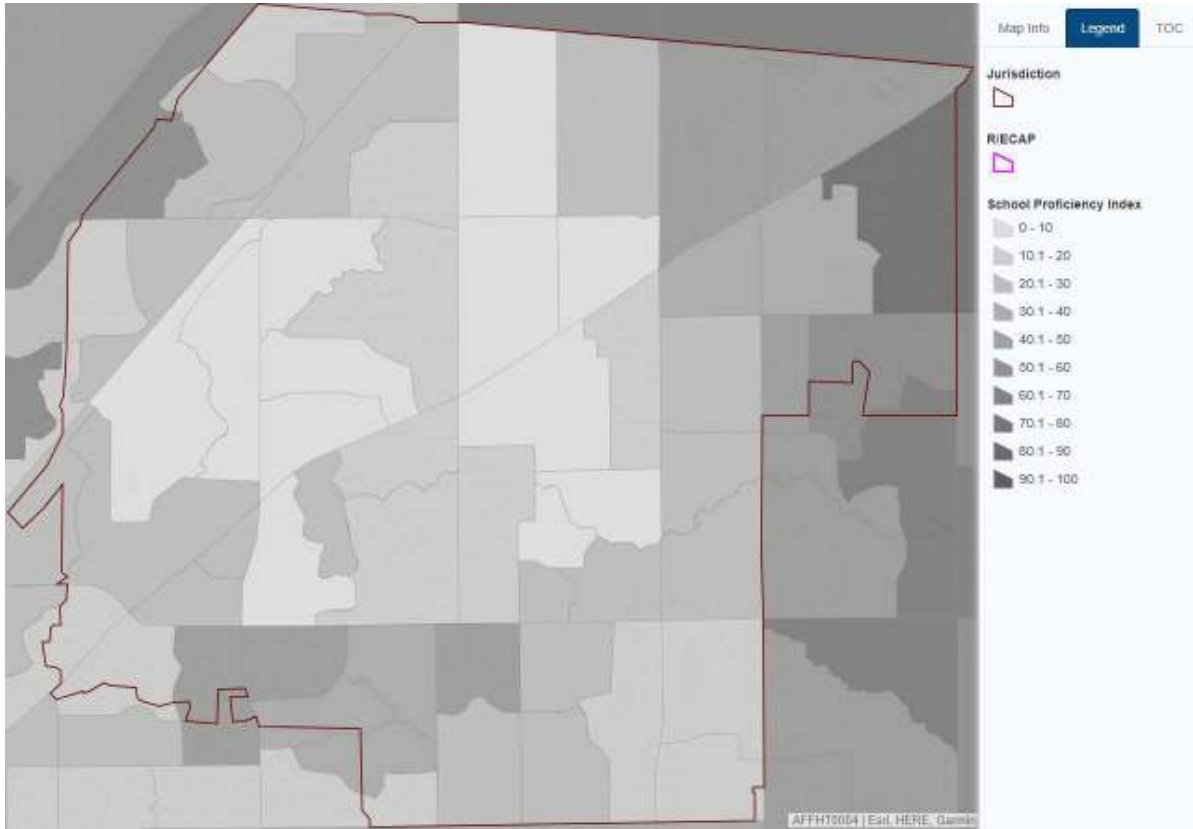 Map Info Legend TOC
Jurisdiction
R/ECAP
School Proficiency Index
0 - 10
10.1 - 20
20.1 - 30
30.1 - 40
40.1 - 50
50.1 - 60
60.1 - 70
70.1 - 80
80.1 - 90
90.1 - 100
AFFHT0004 | Esri, HERE, Garmin